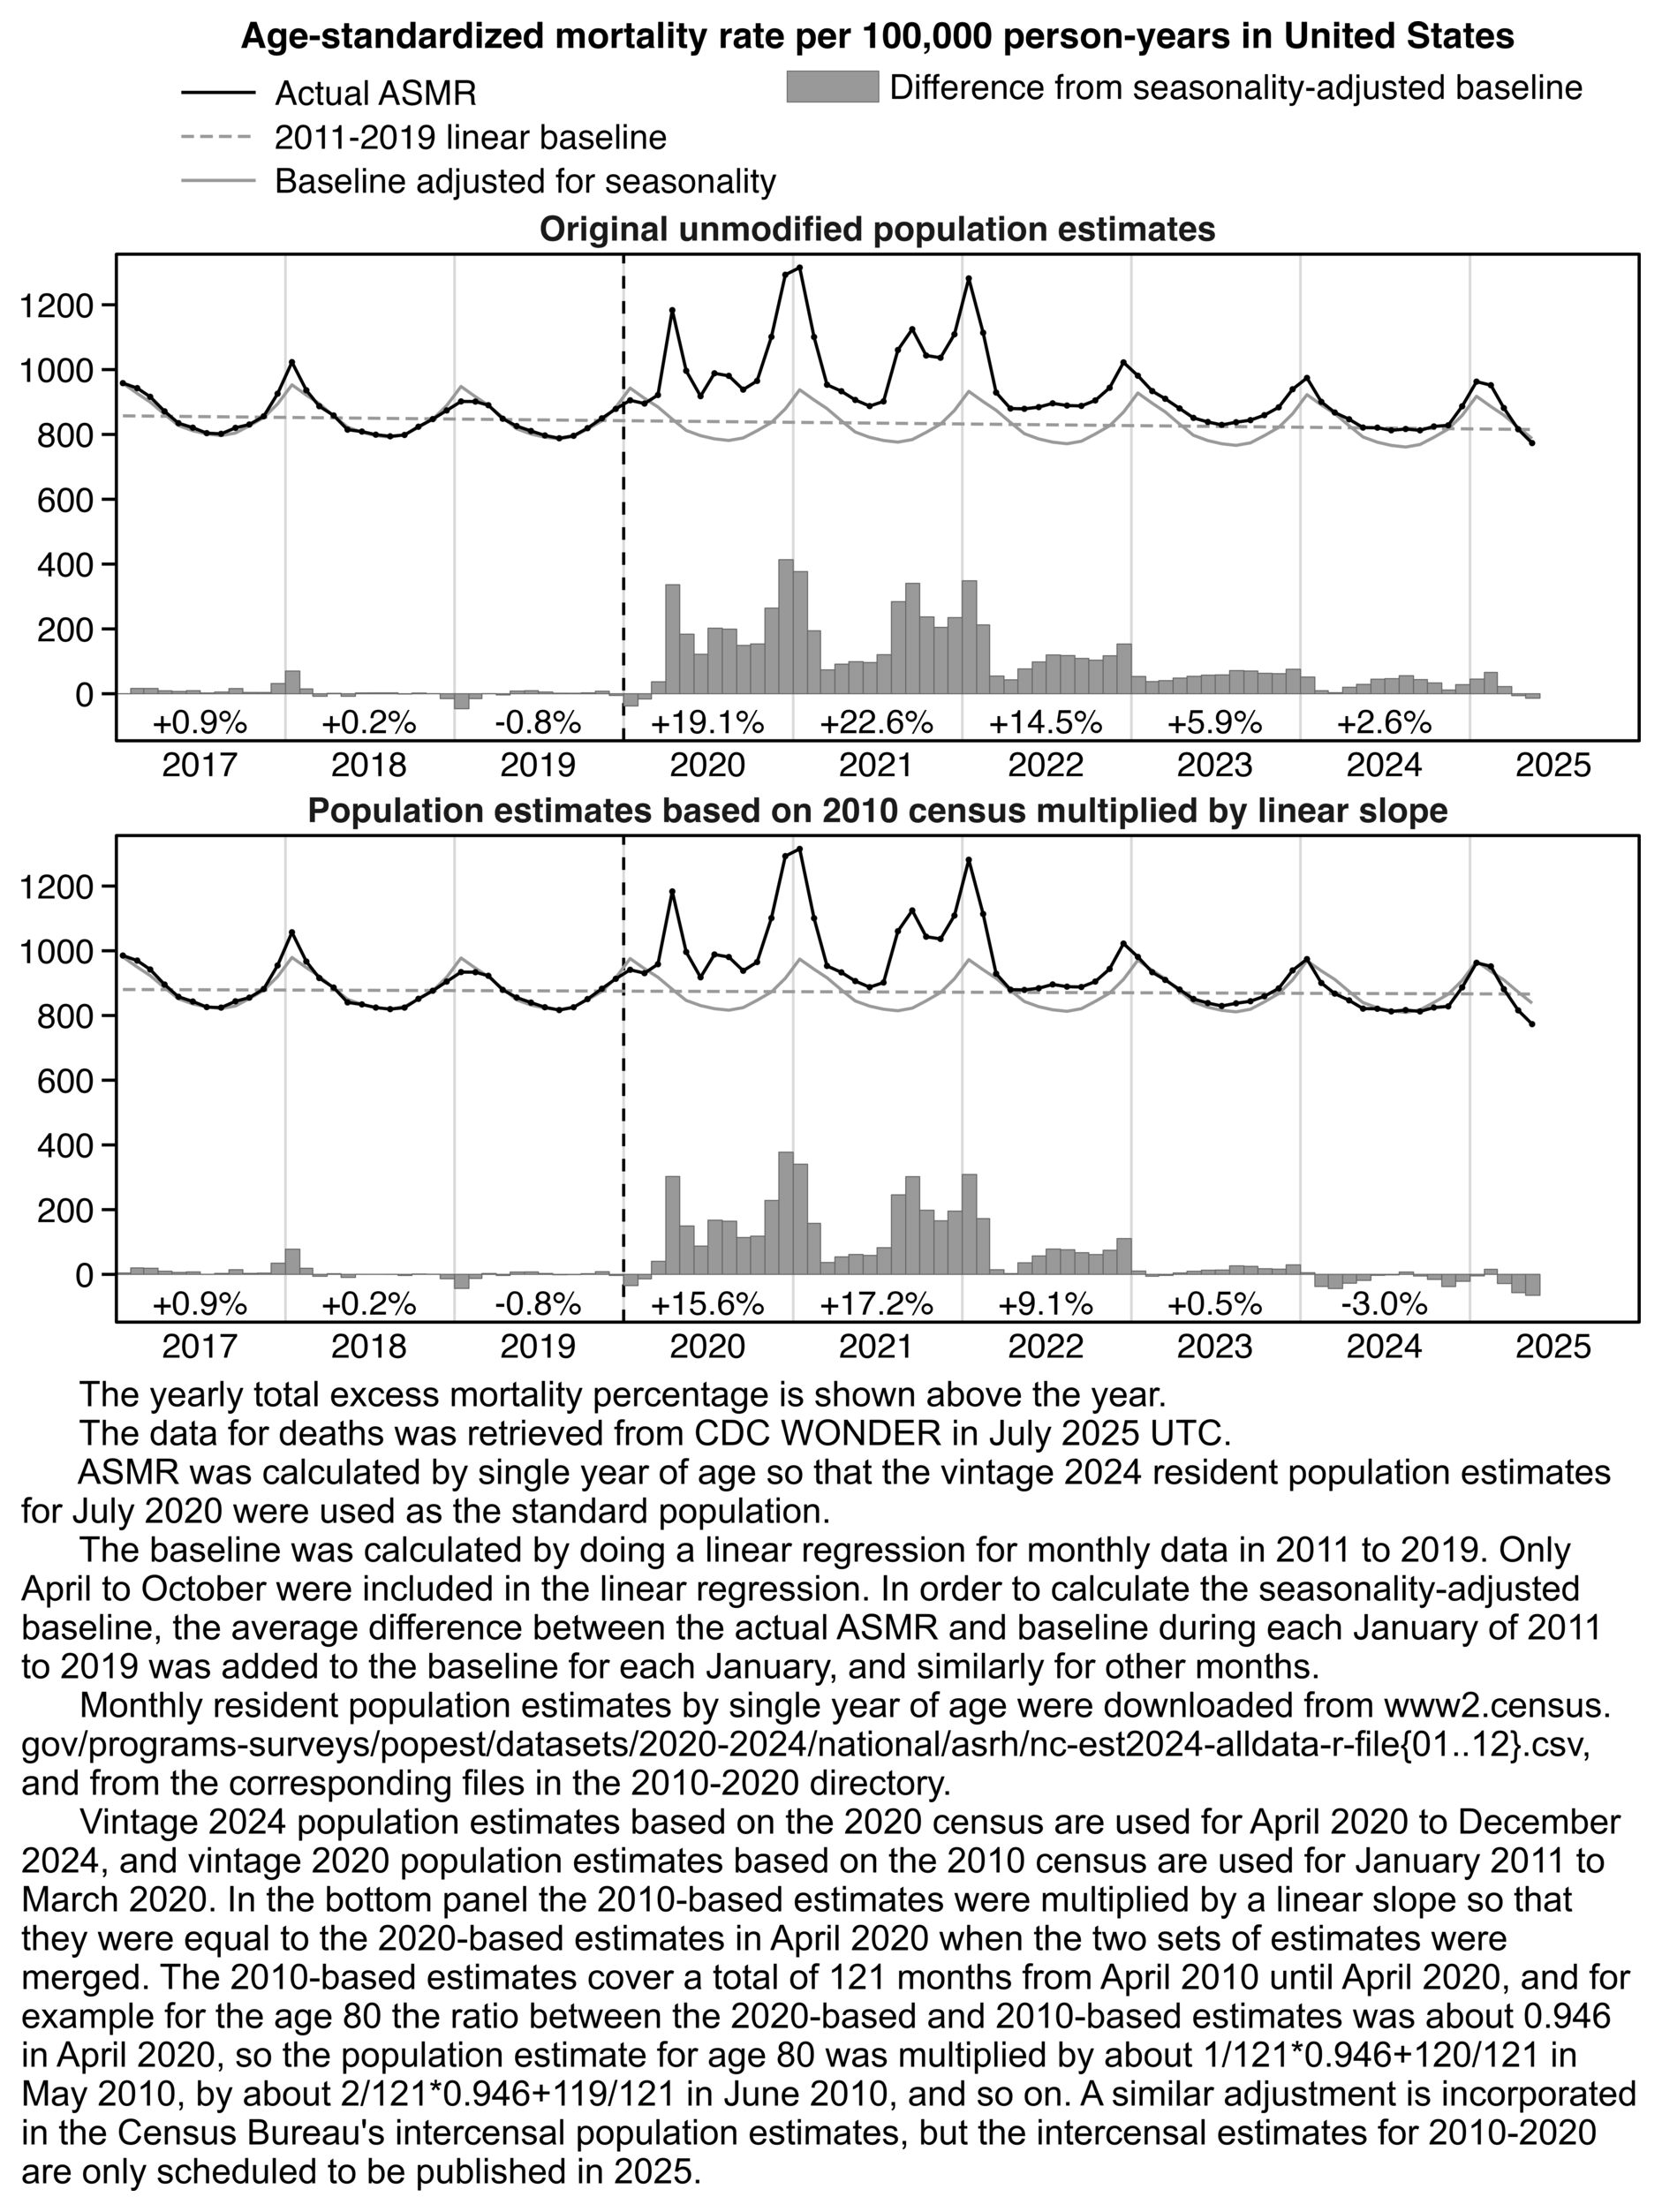 Age-standardized mortality rate per 100,000 person-years in United States
Actual ASMR
Difference from seasonality-adjusted baseline
2011-2019 linear baseline
Baseline adjusted for seasonality
Original unmodified population estimates
1200
1000
800
600
400
200
0
+0.9% +0.2% -0.8% +19.1% +22.6% +14.5% +5.9% +2.6%
2017 2018 2019 2020 2021 2022 2023 2024 2025
Population estimates based on 2010 census multiplied by linear slope
1200
1000
800
600
400
200
0
+0.9% +0.2% -0.8% +15.6% +17.2% +9.1% +0.5% -3.0%
2017 2018 2019 2020 2021 2022 2023 2024 2025
The yearly total excess mortality percentage is shown above the year.
The data for deaths was retrieved from CDC WONDER in July 2025 UTC.
ASMR was calculated by single year of age so that the vintage 2024 resident population estimates
for July 2020 were used as the standard population.
The baseline was calculated by doing a linear regression for monthly data in 2011 to 2019. Only
April to October were included in the linear regression. In order to calculate the seasonality-adjusted
baseline, the average difference between the actual ASMR and baseline during each January of 2011
to 2019 was added to the baseline for each January, and similarly for other months.
Monthly resident population estimates by single year of age were downloaded from www2.census.
gov/programs-surveys/popest/datasets/2020-2024/national/asrh/nc-est2024-alldata-r-file{01..12}.csv,
and from the corresponding files in the 2010-2020 directory.
Vintage 2024 population estimates based on the 2020 census are used for April 2020 to December
2024, and vintage 2020 population estimates based on the 2010 census are used for January 2011 to
March 2020. In the bottom panel the 2010-based estimates were multiplied by a linear slope so that
they were equal to the 2020-based estimates in April 2020 when the two sets of estimates were
merged. The 2010-based estimates cover a total of 121 months from April 2010 until April 2020, and for
example for the age 80 the ratio between the 2020-based and 2010-based estimates was about 0.946
in April 2020, so the population estimate for age 80 was multiplied by about 1/121*0.946+120/121 in
May 2010, by about 2/121*0.946+119/121 in June 2010, and so on. A similar adjustment is incorporated
in the Census Bureau's intercensal population estimates, but the intercensal estimates for 2010-2020
are only scheduled to be published in 2025.